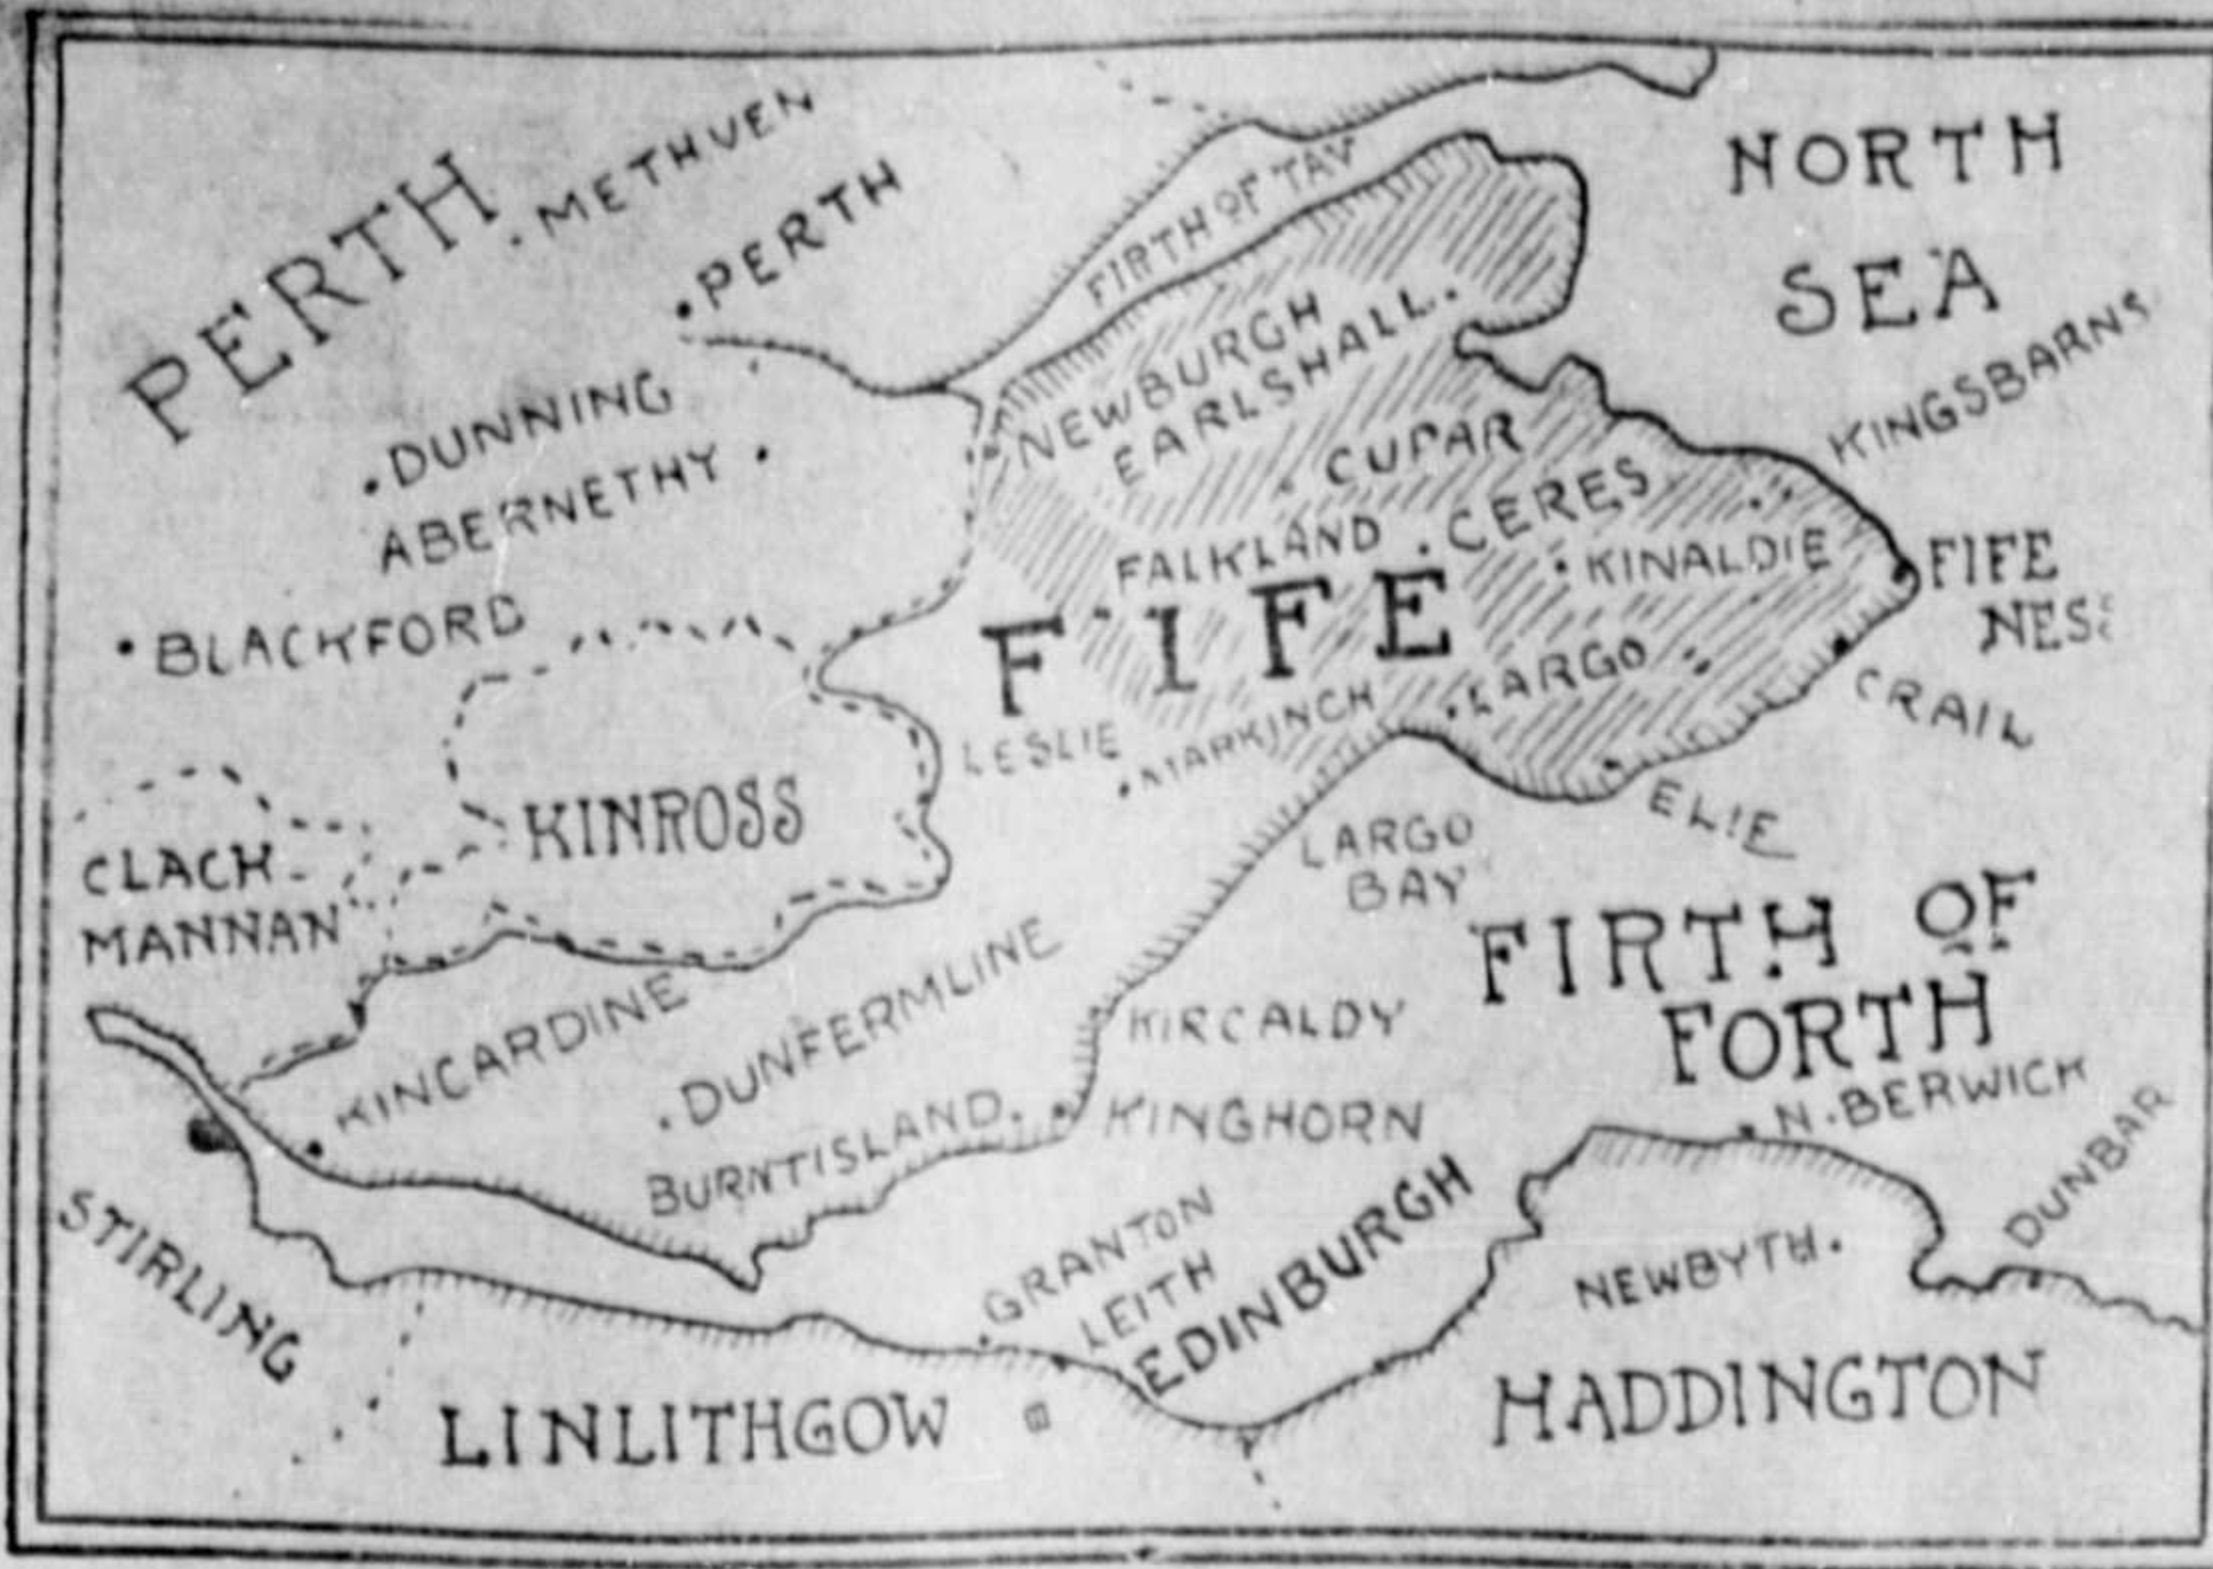 PERTH
METHVEN
PERTH
FIRTH OF TAY
NORTH
SEA
DUNNING
ABERNETHY
BLACKFORD
NEWBURGH
EARLSHALL.
CUPAR
CERES
KINGSBARNS
FALKLAND
KINALDIE
FIFE
NESS
FIFE
LARGO
CRAIL
LESLIE
MARKINCH
ELIE
KINROSS
CLACH
MANNAN
LARGO
BAY
FIRTH OF
FORTH
KINCARDINE
DUNFERMLINE
KIRCALDY
BURNTISLAND.
KINGHORN
N. BERWICK
DUNBAR
STIRLING
GRANTON
LEITH
EDINBURGH
NEWBYTH.
LINLITHGOW
HADDINGTON